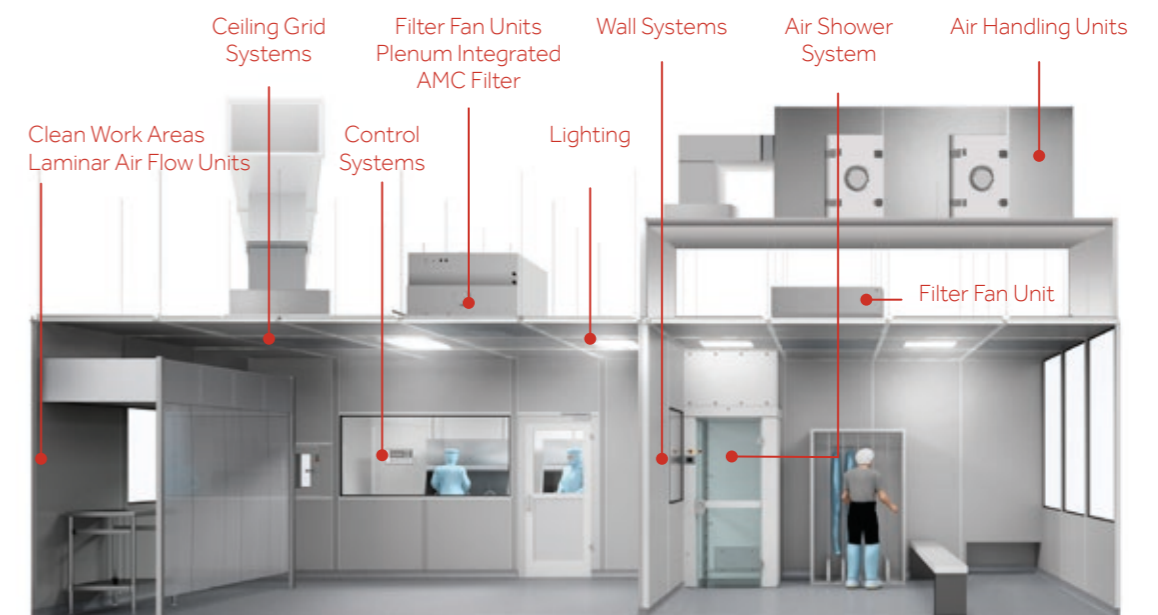 Ceiling Grid
Systems
Filter Fan Units
Plenum Integrated
AMC Filter
Wall Systems
Air Shower
System
Air Handling Units
Clean Work Areas
Laminar Air Flow Units
Control
Systems
Lighting
Filter Fan Unit